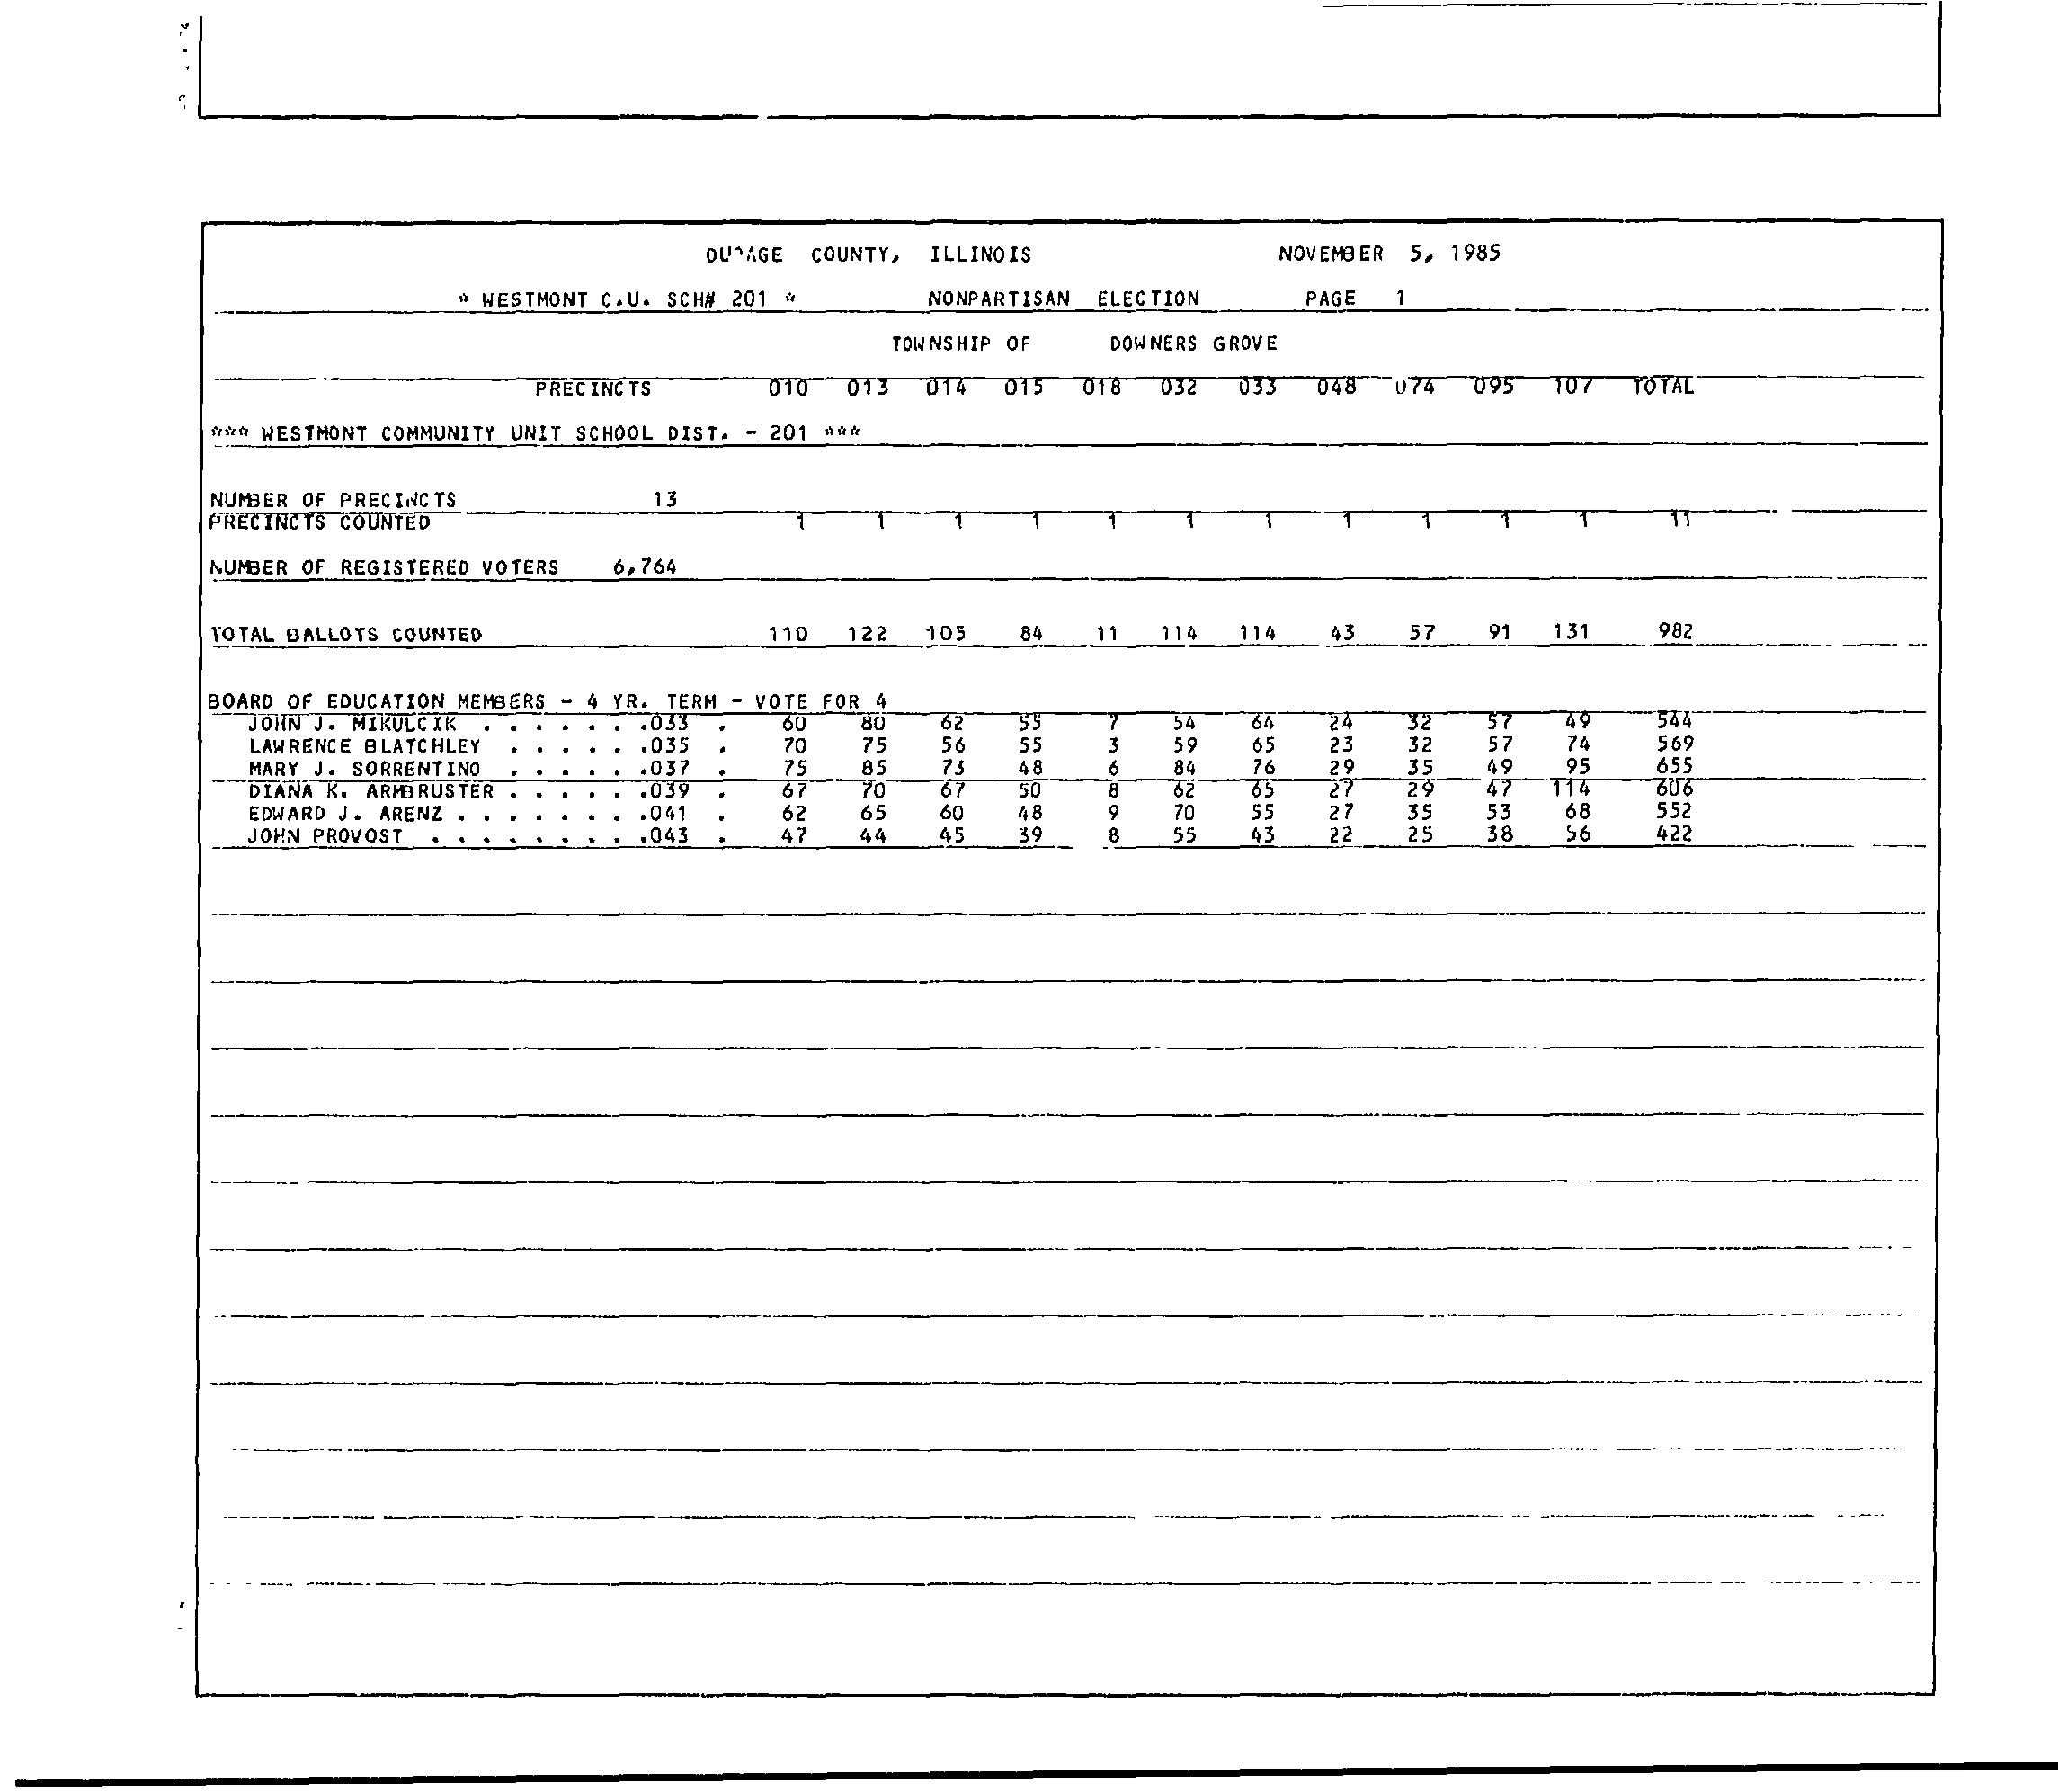 DUPAGE COUNTY, ILLINOIS NOVEMBER 5, 1985
* WESTMONT C.U. SCH# 201 * NONPARTISAN ELECTION PAGE 1
TOWNSHIP OF DOWNERS GROVE
PRECINCTS 010 013 014 015 018 032 033 048 074 095 107 TOTAL
*** WESTMONT COMMUNITY UNIT SCHOOL DIST. - 201 ***
NUMBER OF PRECINCTS 13
PRECINCTS COUNTED 1 1 1 1 1 1 1 1 1 1 1 11
NUMBER OF REGISTERED VOTERS 6,764
TOTAL BALLOTS COUNTED 110 122 105 84 11 114 114 43 57 91 131 982
BOARD OF EDUCATION MEMBERS - 4 YR. TERM - VOTE FOR 4
JOHN J. MIKULCIK . . . . . . .033 . 60 80 62 55 7 54 64 24 32 57 49 544
LAWRENCE BLATCHLEY . . . . . .035 . 70 75 56 55 3 59 65 23 32 57 74 569
MARY J. SORRENTINO . . . . . .037 . 75 85 73 48 6 84 76 29 35 49 95 655
DIANA K. ARMBRUSTER . . . . . .039 . 67 70 67 50 8 62 65 27 29 47 114 606
EDWARD J. ARENZ . . . . . . . .041 . 62 65 60 48 9 70 55 27 35 53 68 552
JOHN PROVOST . . . . . . . . .043 . 47 44 45 39 8 55 43 22 25 38 56 422